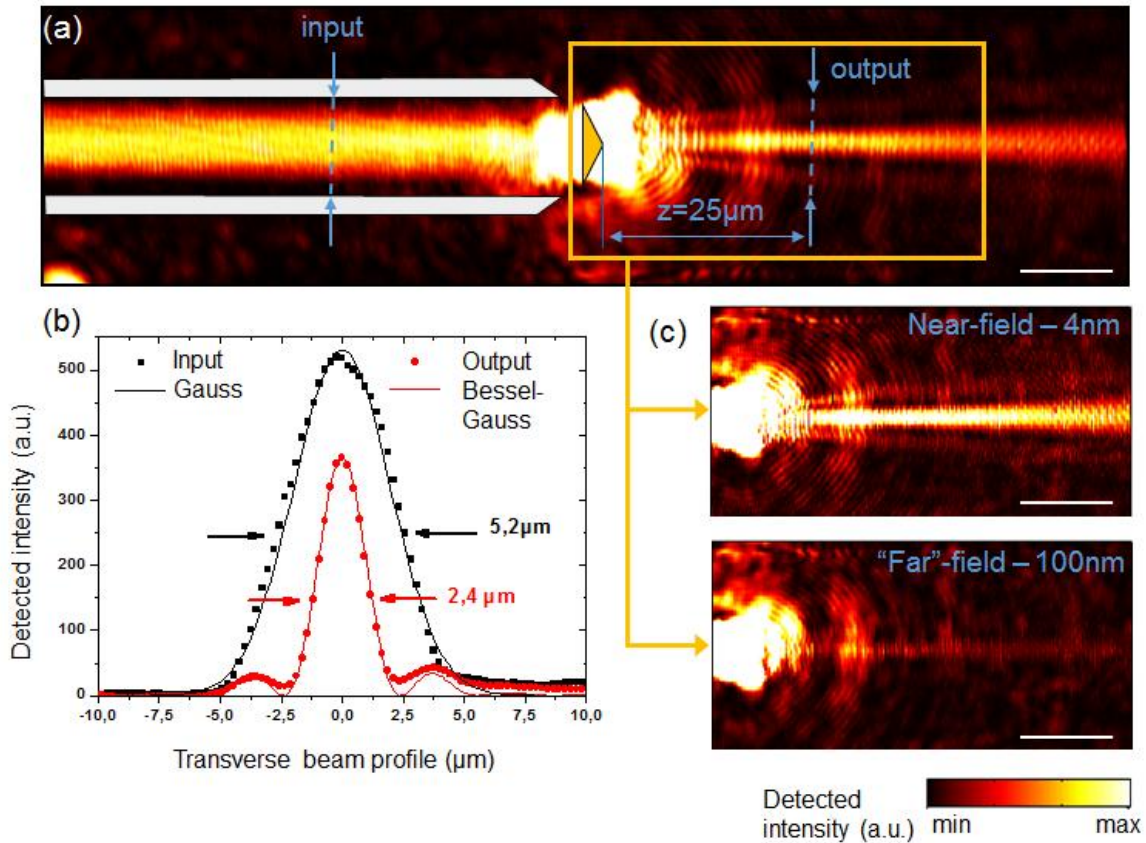 (a)
input
output
z=25µm
(b)
(c)
Input
Gauss
Output
Bessel-
Gauss
5,2µm
2,4 µm
Detected intensity (a.u.)
500
400
300
200
100
0
-10,0 -7,5 -5,0 -2,5 0,0 2,5 5,0 7,5 10,0
Transverse beam profile (µm)
Near-field – 4nm
"Far"-field – 100nm
Detected
intensity (a.u.)
min max